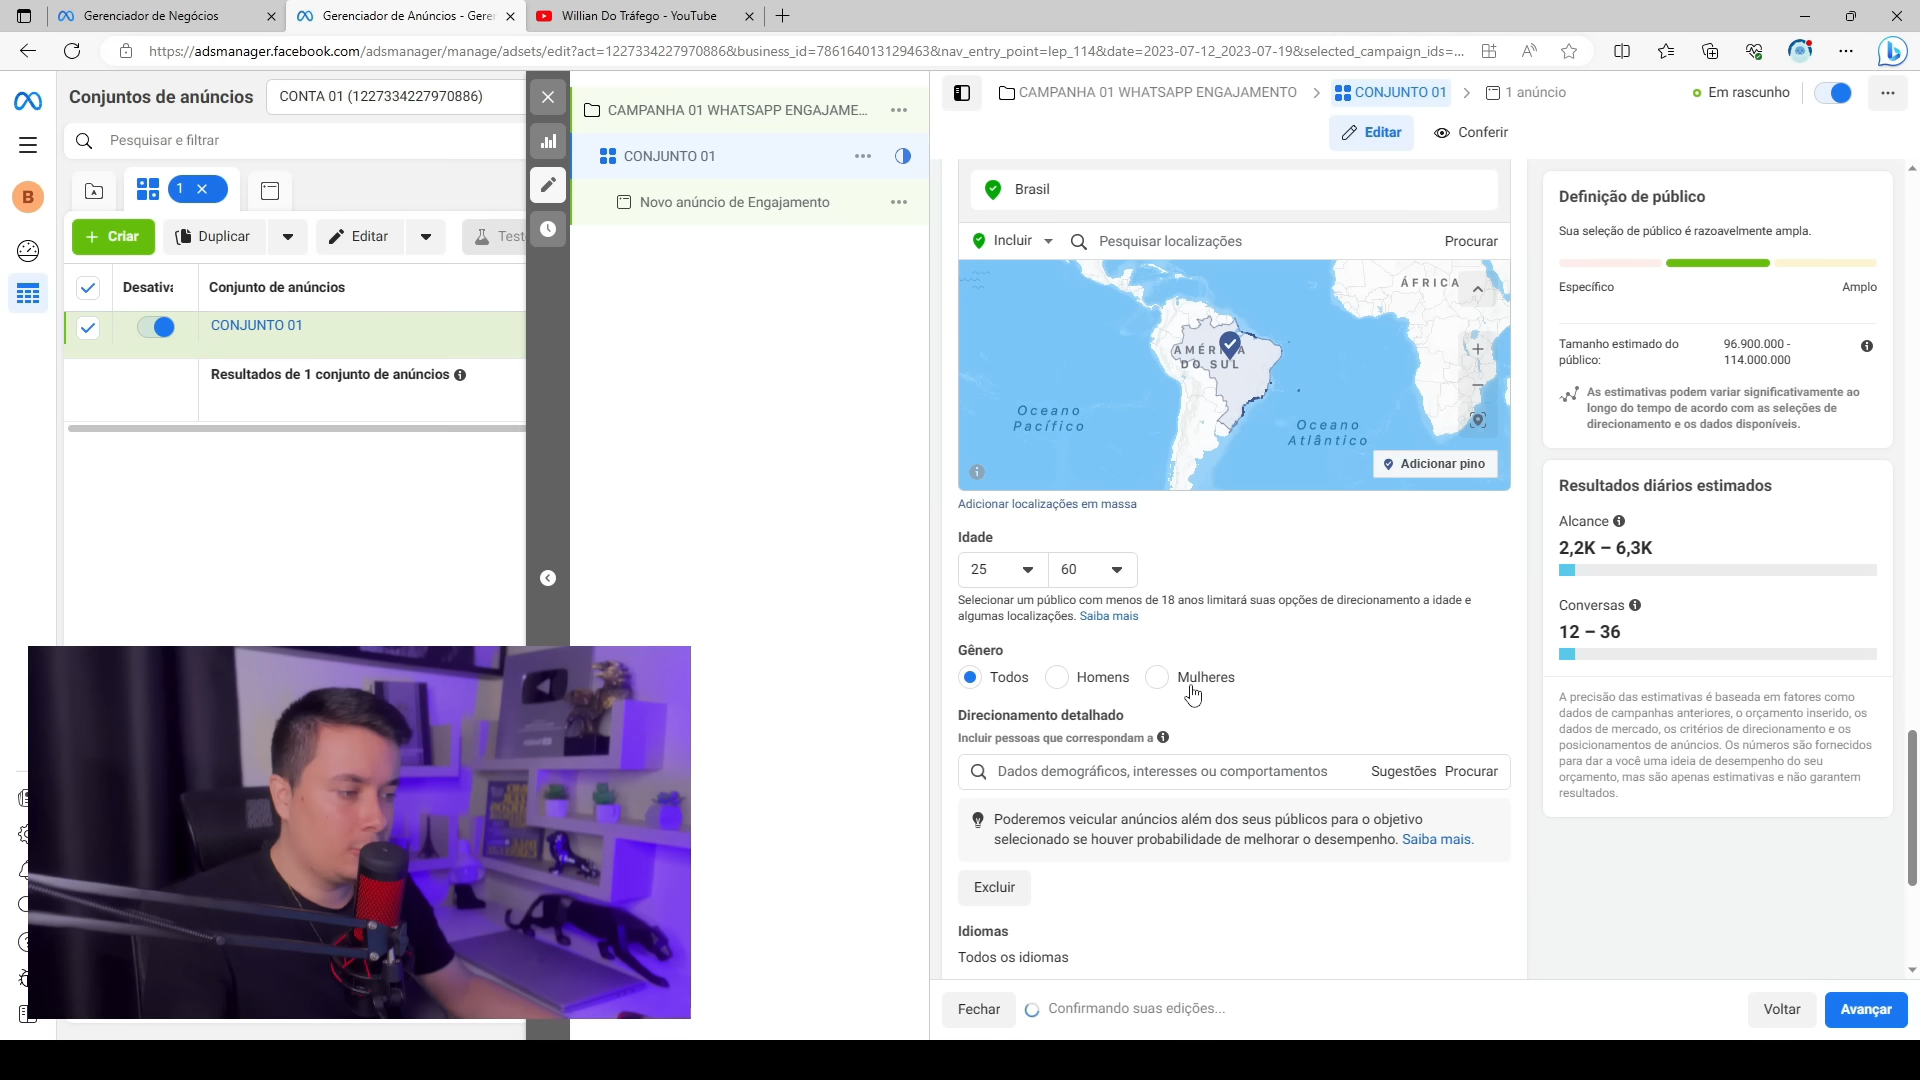 Gerenciador de Negócios
Gerenciador de Anúncios - Geren
Willian Do Tráfego - YouTube
https://adsmanager.facebook.com/adsmanager/manage/adsets/edit?act=1227334227970886&business_id=786164013129463&nav_entry_point=lep_114&date=2023-07-12_2023-07-19&selected_campaign_ids=...
Conjuntos de anúncios
CONTA 01 (1227334227970886)
Pesquisar e filtrar
B
1
Criar
Duplicar
Editar
Test
Desativa
Conjunto de anúncios
CONJUNTO 01
Resultados de 1 conjunto de anúncios
CAMPANHA 01 WHATSAPP ENGAJAME...
CONJUNTO 01
Novo anúncio de Engajamento
CAMPANHA 01 WHATSAPP ENGAJAMENTO
CONJUNTO 01
1 anúncio
Em rascunho
Editar
Conferir
Brasil
Incluir
Pesquisar localizações
Procurar
ÁFRICA
AMÉRICA
DO SUL
Oceano
Pacífico
Oceano
Atlântico
Adicionar pino
Adicionar localizações em massa
Idade
25
60
Selecionar um público com menos de 18 anos limitará suas opções de direcionamento a idade e
algumas localizações. Saiba mais
Gênero
Todos
Homens
Mulheres
Direcionamento detalhado
Incluir pessoas que correspondam a
Dados demográficos, interesses ou comportamentos
Sugestões
Procurar
Poderemos veicular anúncios além dos seus públicos para o objetivo
selecionado se houver probabilidade de melhorar o desempenho. Saiba mais.
Excluir
Idiomas
Todos os idiomas
Fechar
Confirmando suas edições...
Voltar
Avançar
Definição de público
Sua seleção de público é razoavelmente ampla.
Específico
Amplo
Tamanho estimado do
público:
96.900.000 -
114.000.000
As estimativas podem variar significativamente ao
longo do tempo de acordo com as seleções de
direcionamento e os dados disponíveis.
Resultados diários estimados
Alcance
2,2K – 6,3K
Conversas
12 – 36
A precisão das estimativas é baseada em fatores como
dados de campanhas anteriores, o orçamento inserido, os
dados de mercado, os critérios de direcionamento e os
posicionamentos de anúncios. Os números são fornecidos
para dar a você uma ideia de desempenho do seu
orçamento, mas são apenas estimativas e não garantem
resultados.